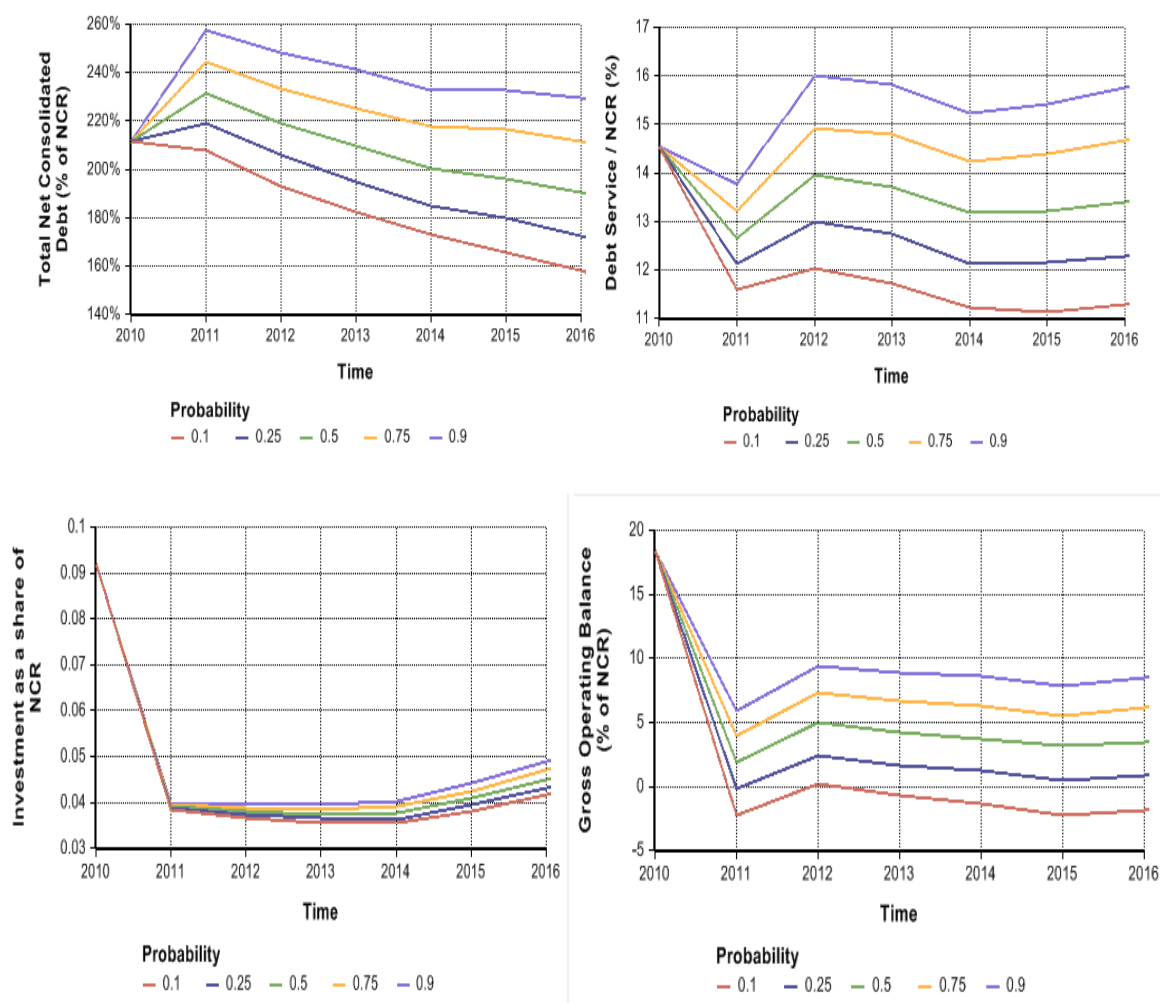 Total Net Consolidated
Debt (% of NCR)
260%
240%
220%
200%
180%
160%
140%
2010 2011 2012 2013 2014 2015 2016
Time
Probability
0.1 0.25 0.5 0.75 0.9
Debt Service / NCR (%)
17
16
15
14
13
12
11
2010 2011 2012 2013 2014 2015 2016
Time
Probability
0.1 0.25 0.5 0.75 0.9
Investment as a share of
NCR
0.1
0.09
0.08
0.07
0.06
0.05
0.04
0.03
2010 2011 2012 2013 2014 2015 2016
Time
Probability
0.1 0.25 0.5 0.75 0.9
Gross Operating Balance
(% of NCR)
20
15
10
5
0
-5
2010 2011 2012 2013 2014 2015 2016
Time
Probability
0.1 0.25 0.5 0.75 0.9